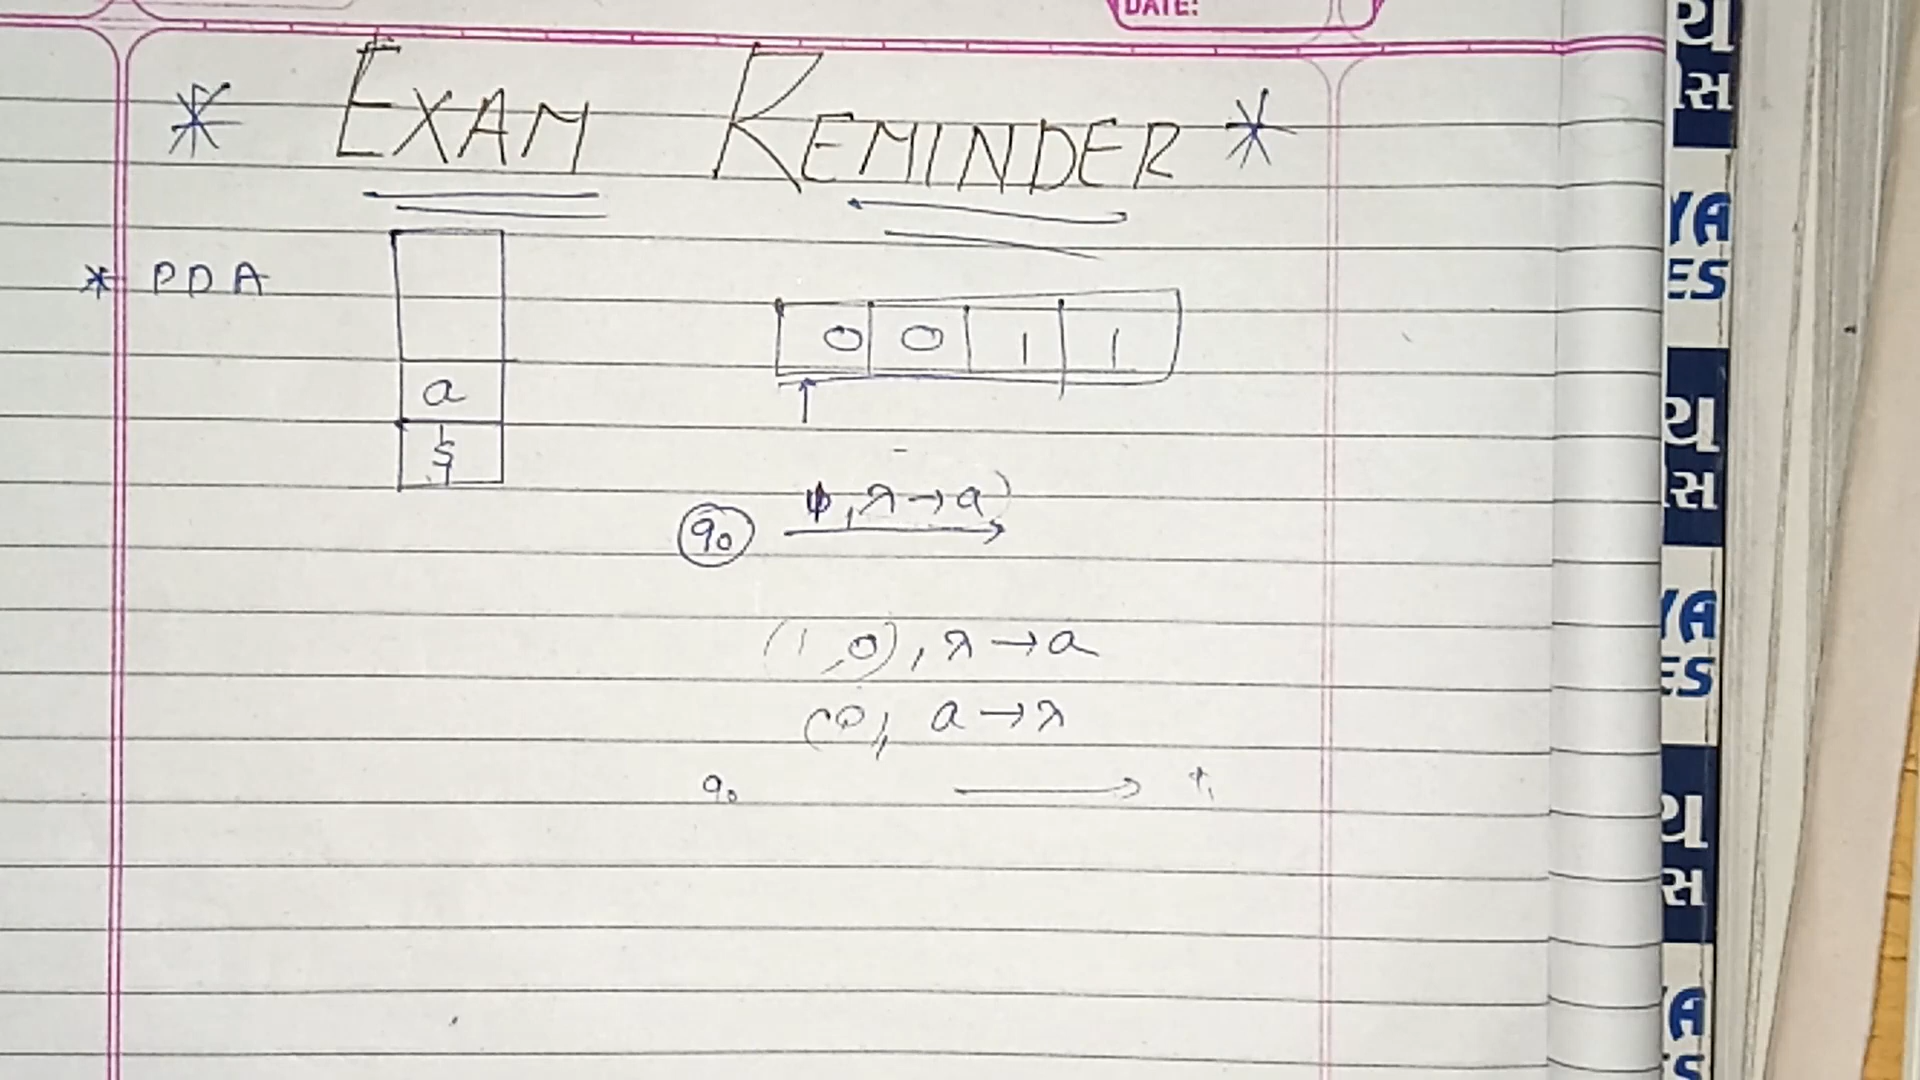 DATE:
* EXAM REMINDER *
* PDA
a
$
0 0 1 1
↑
q₀ , λ → a)
(1,0), λ → a
(0, a → λ
q₀ →
ય
સ
YA
ES
ય
સ
YA
ES
ય
સ
A
S